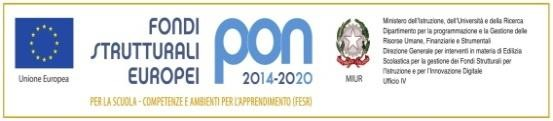 FONDI
STRUTTURALI
EUROPEI
pon
2014-2020
Unione Europea
MIUR
Ministero dell'Istruzione, dell'Università e della Ricerca
Dipartimento per la programmazione e la Gestione delle
Risorse Umane, Finanziarie e Strumentali
Direzione Generale per interventi in materia di Edilizia
Scolastica per la gestione dei Fondi Strutturali per
l'Istruzione e per l'Innovazione Digitale
Ufficio IV
PER LA SCUOLA - COMPETENZE E AMBIENTI PER L'APPRENDIMENTO (FESR)